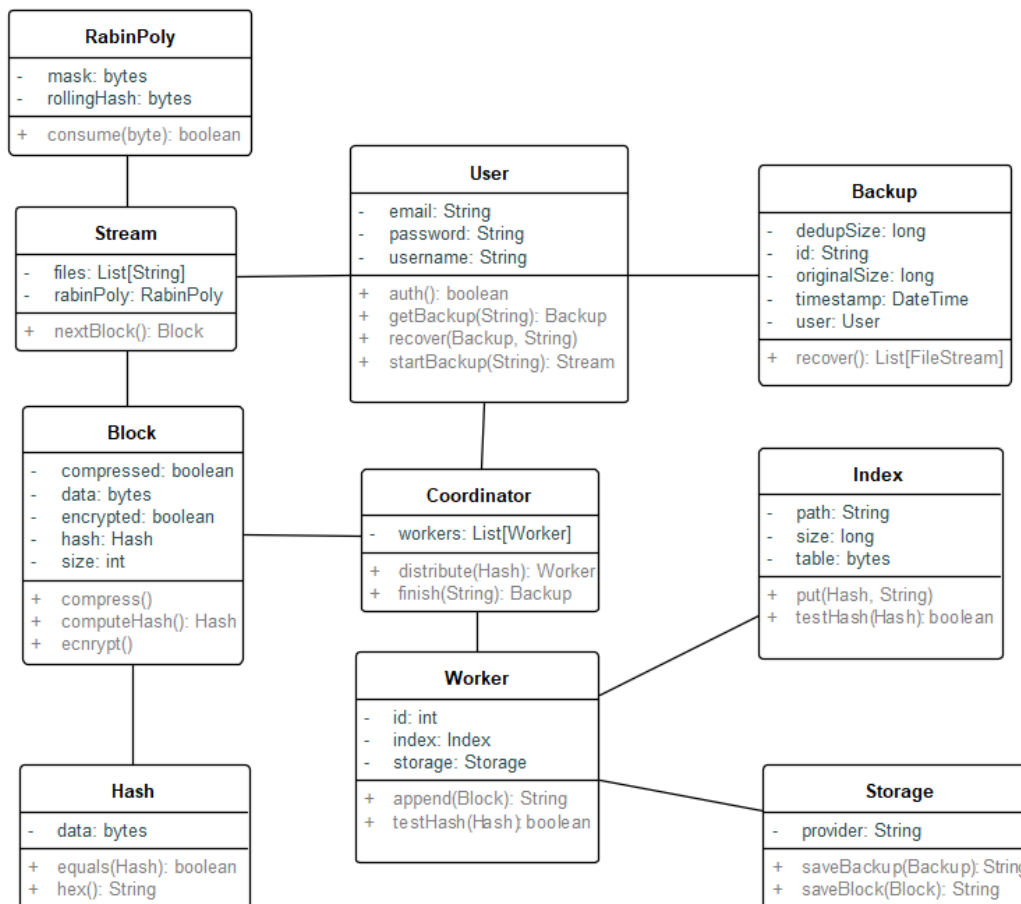 RabinPoly
- mask: bytes
- rollingHash: bytes
+ consume(byte): boolean
Stream
- files: List[String]
- rabinPoly: RabinPoly
+ nextBlock(): Block
User
- email: String
- password: String
- username: String
+ auth(): boolean
+ getBackup(String): Backup
+ recover(Backup, String)
+ startBackup(String): Stream
Backup
- dedupSize: long
- id: String
- originalSize: long
- timestamp: DateTime
- user: User
+ recover(): List[FileStream]
Block
- compressed: boolean
- data: bytes
- encrypted: boolean
- hash: Hash
- size: int
+ compress()
+ computeHash(): Hash
+ ecnrypt()
Coordinator
- workers: List[Worker]
+ distribute(Hash): Worker
+ finish(String): Backup
Index
- path: String
- size: long
- table: bytes
+ put(Hash, String)
+ testHash(Hash): boolean
Worker
- id: int
- index: Index
- storage: Storage
+ append(Block): String
+ testHash(Hash): boolean
Hash
- data: bytes
+ equals(Hash): boolean
+ hex(): String
Storage
- provider: String
+ saveBackup(Backup): String
+ saveBlock(Block): String